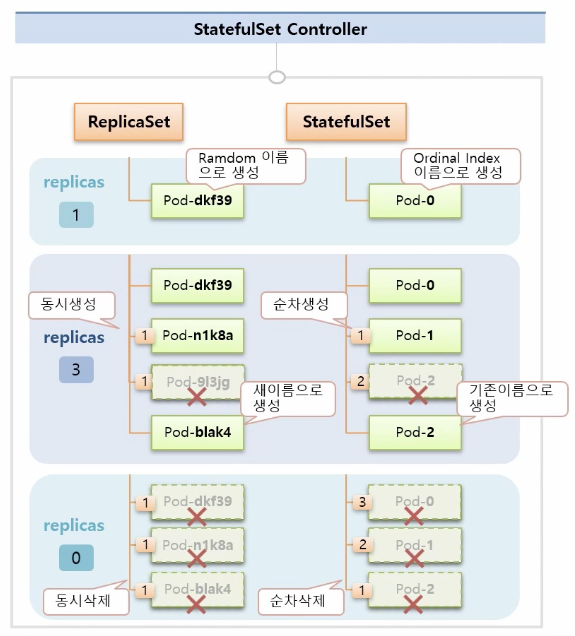 StatefulSet Controller
ReplicaSet
StatefulSet
replicas
1
Ramdom 이름
으로 생성
Pod-dkf39
Ordinal Index
이름으로 생성
Pod-0
replicas
3
동시생성
Pod-dkf39
1
Pod-n1k8a
1
Pod-9l3jg
새이름으로
생성
Pod-blak4
순차생성
Pod-0
1
Pod-1
2
Pod-2
기존이름으로
생성
Pod-2
replicas
0
1
Pod-dkf39
1
Pod-n1k8a
1
Pod-blak4
동시삭제
3
Pod-0
2
Pod-1
1
Pod-2
순차삭제